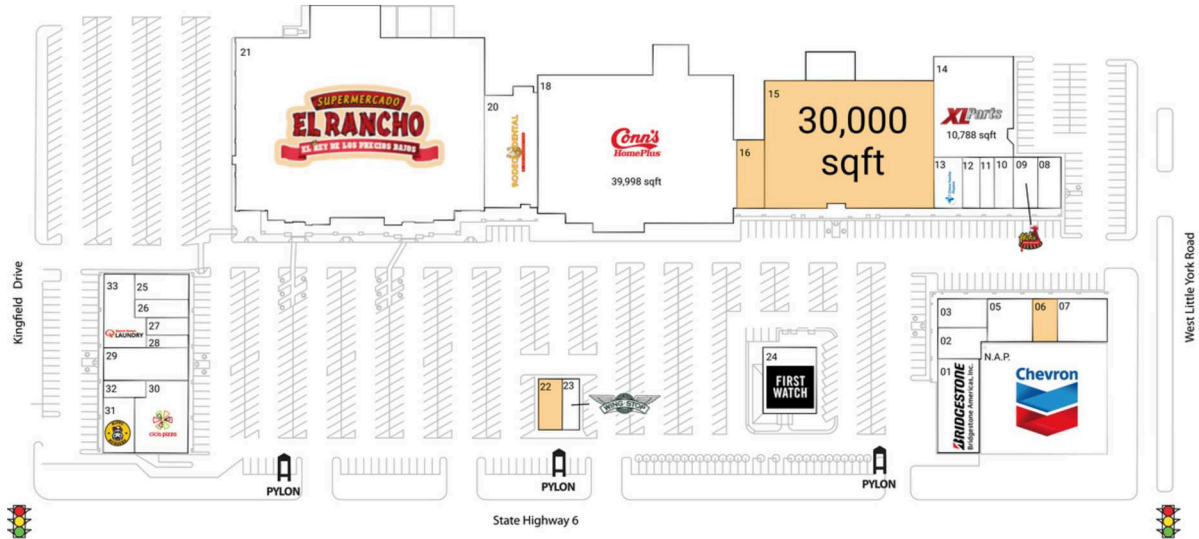 21
SUPERMERCADO
EL RANCHO
EL REY DE LOS PRECIOS BAJOS
20
RODEO DENTAL
18
Conn's
HomePlus
39,998 sqft
16
15
30,000
sqft
14
XL Parts
10,788 sqft
13
12
11
10
09
08
Kingfield Drive
West Little York Road
33
25
26
27
28
LAUNDRY
29
32
30
31
CICIS PIZZA
22
23
WING STOP
24
FIRST
WATCH
03
02
01
05
06
07
N.A.P.
BRIDGESTONE
Bridgestone Americas, Inc.
Chevron
PYLON
PYLON
PYLON
State Highway 6